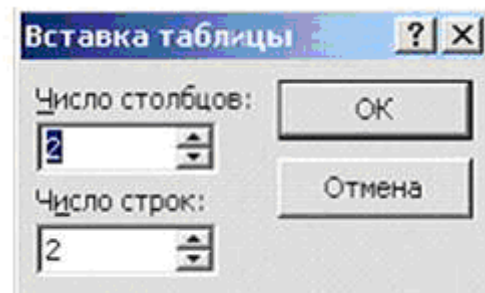 Вставка таблицы
Число столбцов:
2
ОК
Число строк:
2
Отмена